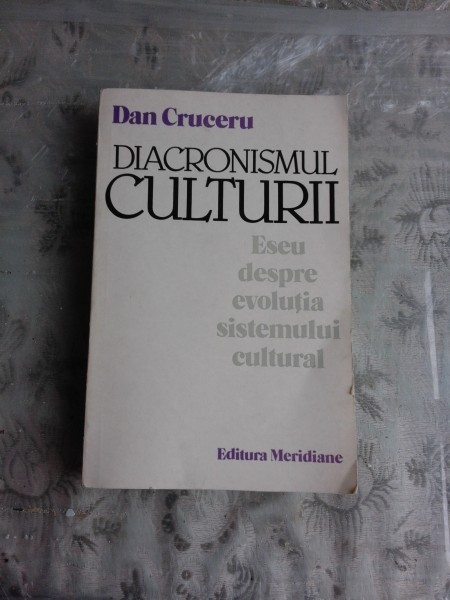 Dan Cruceru
DIACRONISMUL
CULTURII
Eseu
despre
evoluția
sistemului
cultural
Editura Meridiane